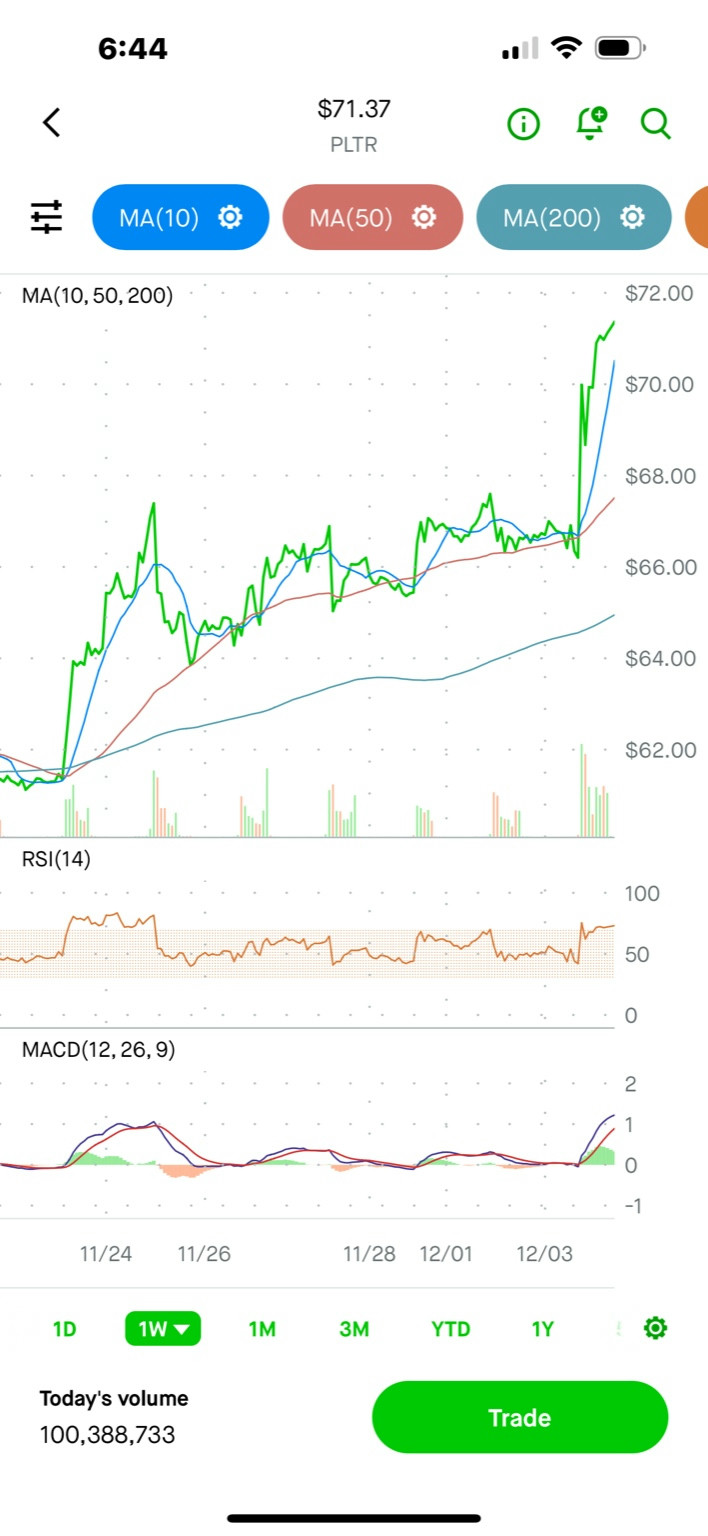 6:44
$71.37
PLTR
MA(10)
MA(50)
MA(200)
MA(10, 50, 200)
$72.00
$70.00
$68.00
$66.00
$64.00
$62.00
RSI(14)
100
50
0
MACD(12, 26, 9)
2
1
0
-1
11/24 11/26 11/28 12/01 12/03
1D 1W 1M 3M YTD 1Y
Today's volume
100,388,733
Trade